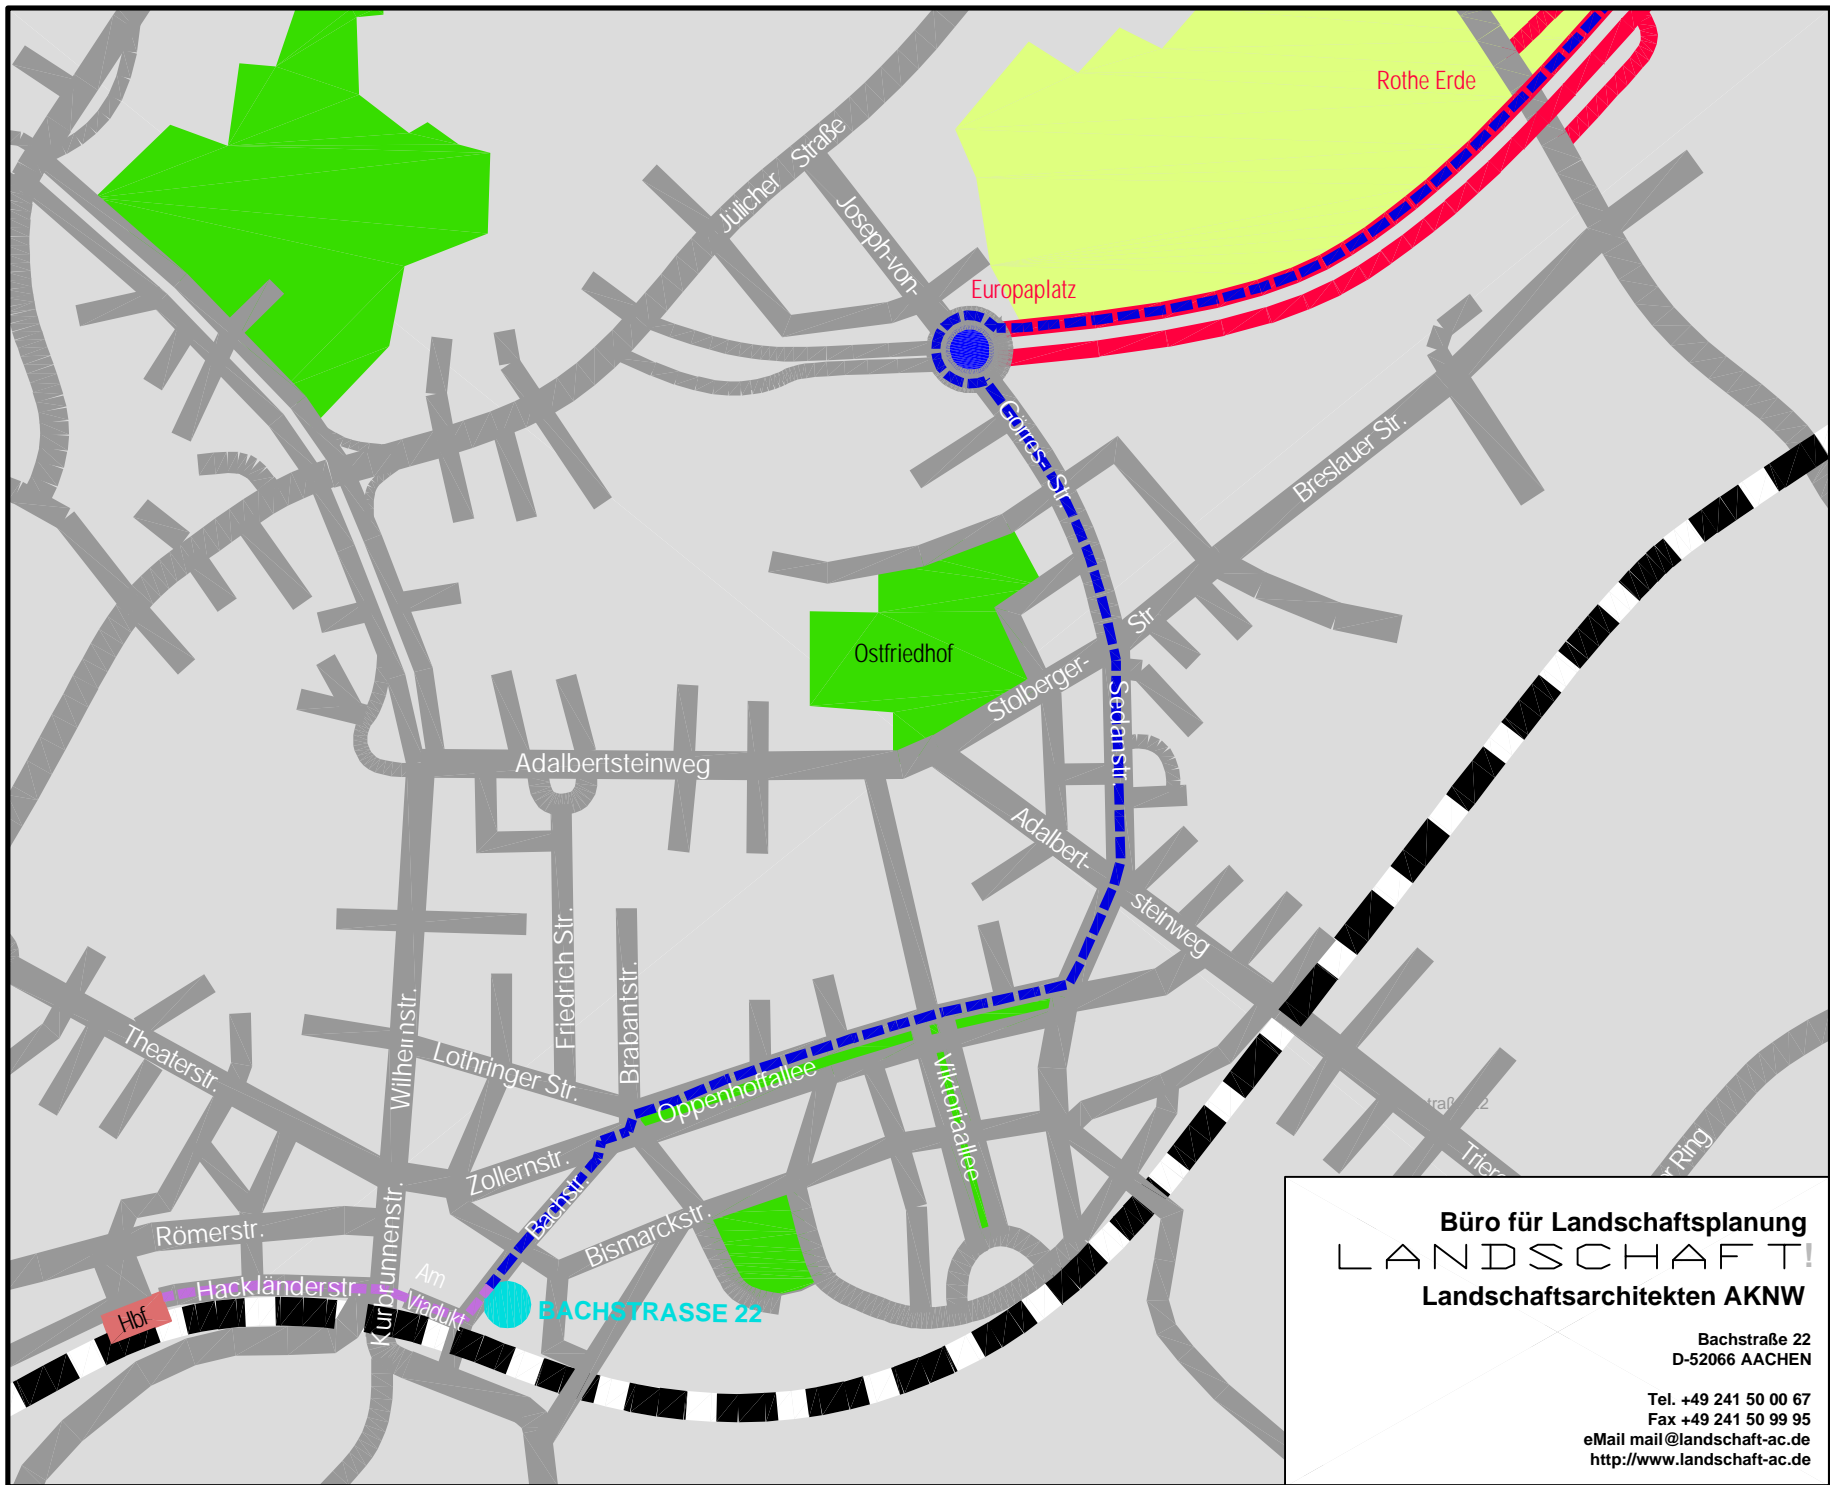 Rothe Erde
Jülicher Straße
Joseph-von-
Europaplatz
Görres- Str.
Breslauer Str.
Ostfriedhof
Stolberger- Str
Sedanstr.
Adalbertsteinweg
Adalbert-
steinweg
Friedrich Str.
Brabantstr.
Wilhelmstr.
Theaterstr.
Lothringer Str.
Oppenhoffallee
Viktoriaallee
Zollernstr.
Bachstr.
Bismarckstr.
Römerstr.
Kurbrunnenstr.
Hackländerstr.
Am
Viadukt
Hbf
BACHSTRASSE 22
Büro für Landschaftsplanung
LANDSCHAFT!
Landschaftsarchitekten AKNW
Bachstraße 22
D-52066 AACHEN
Tel. +49 241 50 00 67
Fax +49 241 50 99 95
eMail mail@landschaft-ac.de
http://www.landschaft-ac.de